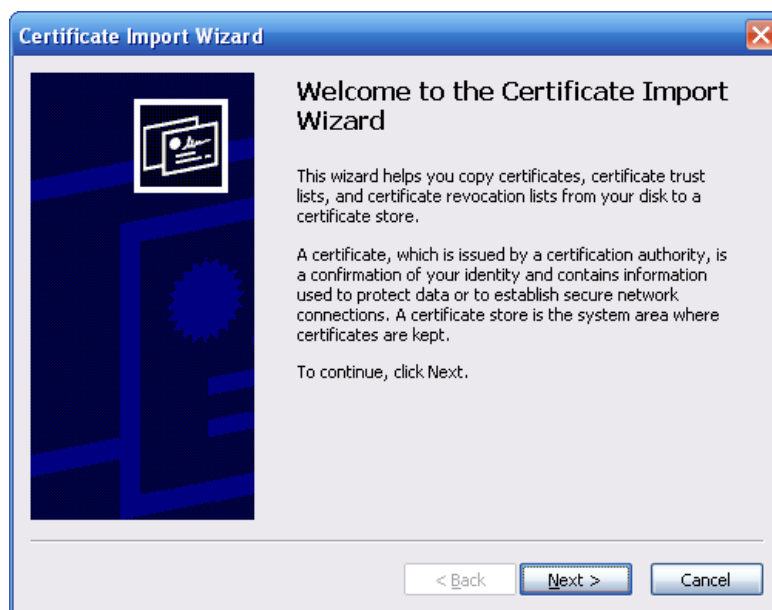 Certificate Import Wizard
Welcome to the Certificate Import
Wizard
This wizard helps you copy certificates, certificate trust
lists, and certificate revocation lists from your disk to a
certificate store.
A certificate, which is issued by a certification authority, is
a confirmation of your identity and contains information
used to protect data or to establish secure network
connections. A certificate store is the system area where
certificates are kept.
To continue, click Next.
< Back Next > Cancel